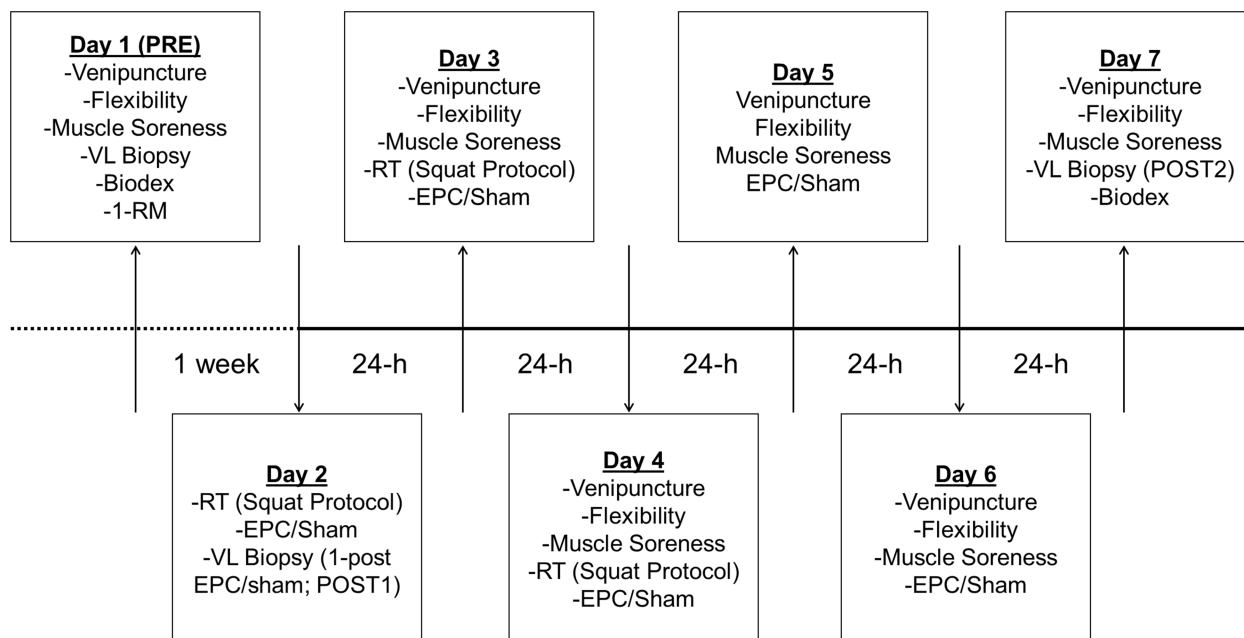 Day 1 (PRE)
-Venipuncture
-Flexibility
-Muscle Soreness
-VL Biopsy
-Biodex
-1-RM
Day 3
-Venipuncture
-Flexibility
-Muscle Soreness
-RT (Squat Protocol)
-EPC/Sham
Day 5
Venipuncture
Flexibility
Muscle Soreness
EPC/Sham
Day 7
-Venipuncture
-Flexibility
-Muscle Soreness
-VL Biopsy (POST2)
-Biodex
1 week
24-h
24-h
24-h
24-h
24-h
Day 2
-RT (Squat Protocol)
-EPC/Sham
-VL Biopsy (1-post
EPC/sham; POST1)
Day 4
-Venipuncture
-Flexibility
-Muscle Soreness
-RT (Squat Protocol)
-EPC/Sham
Day 6
-Venipuncture
-Flexibility
-Muscle Soreness
-EPC/Sham